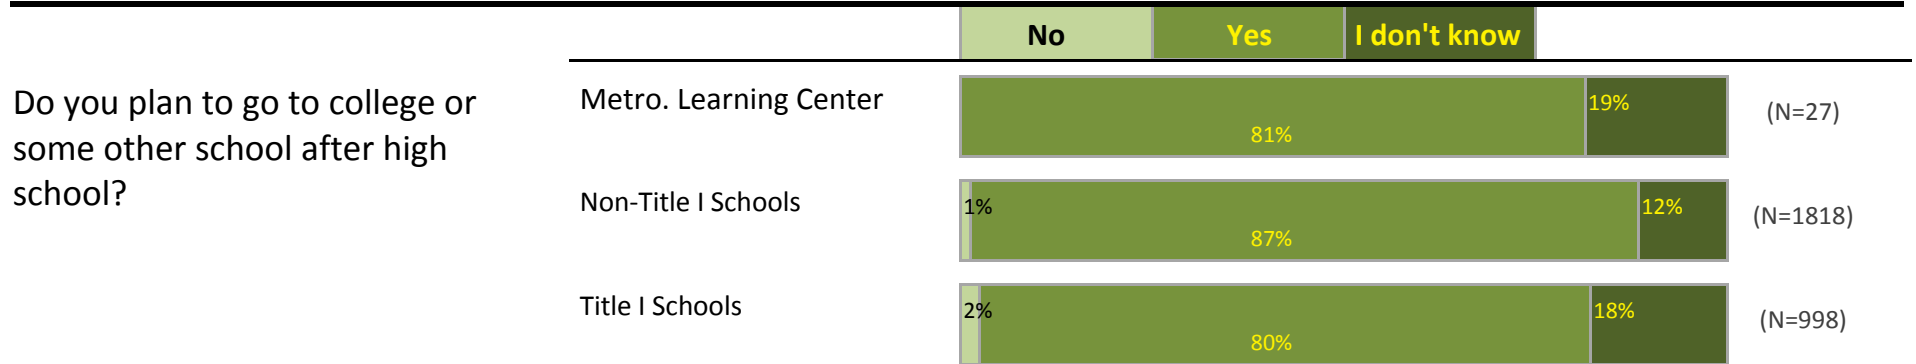 No Yes I don't know
Do you plan to go to college or
some other school after high
school?
Metro. Learning Center
81%
19%
(N=27)
Non-Title I Schools
1%
87%
12%
(N=1818)
Title I Schools
2%
80%
18%
(N=998)